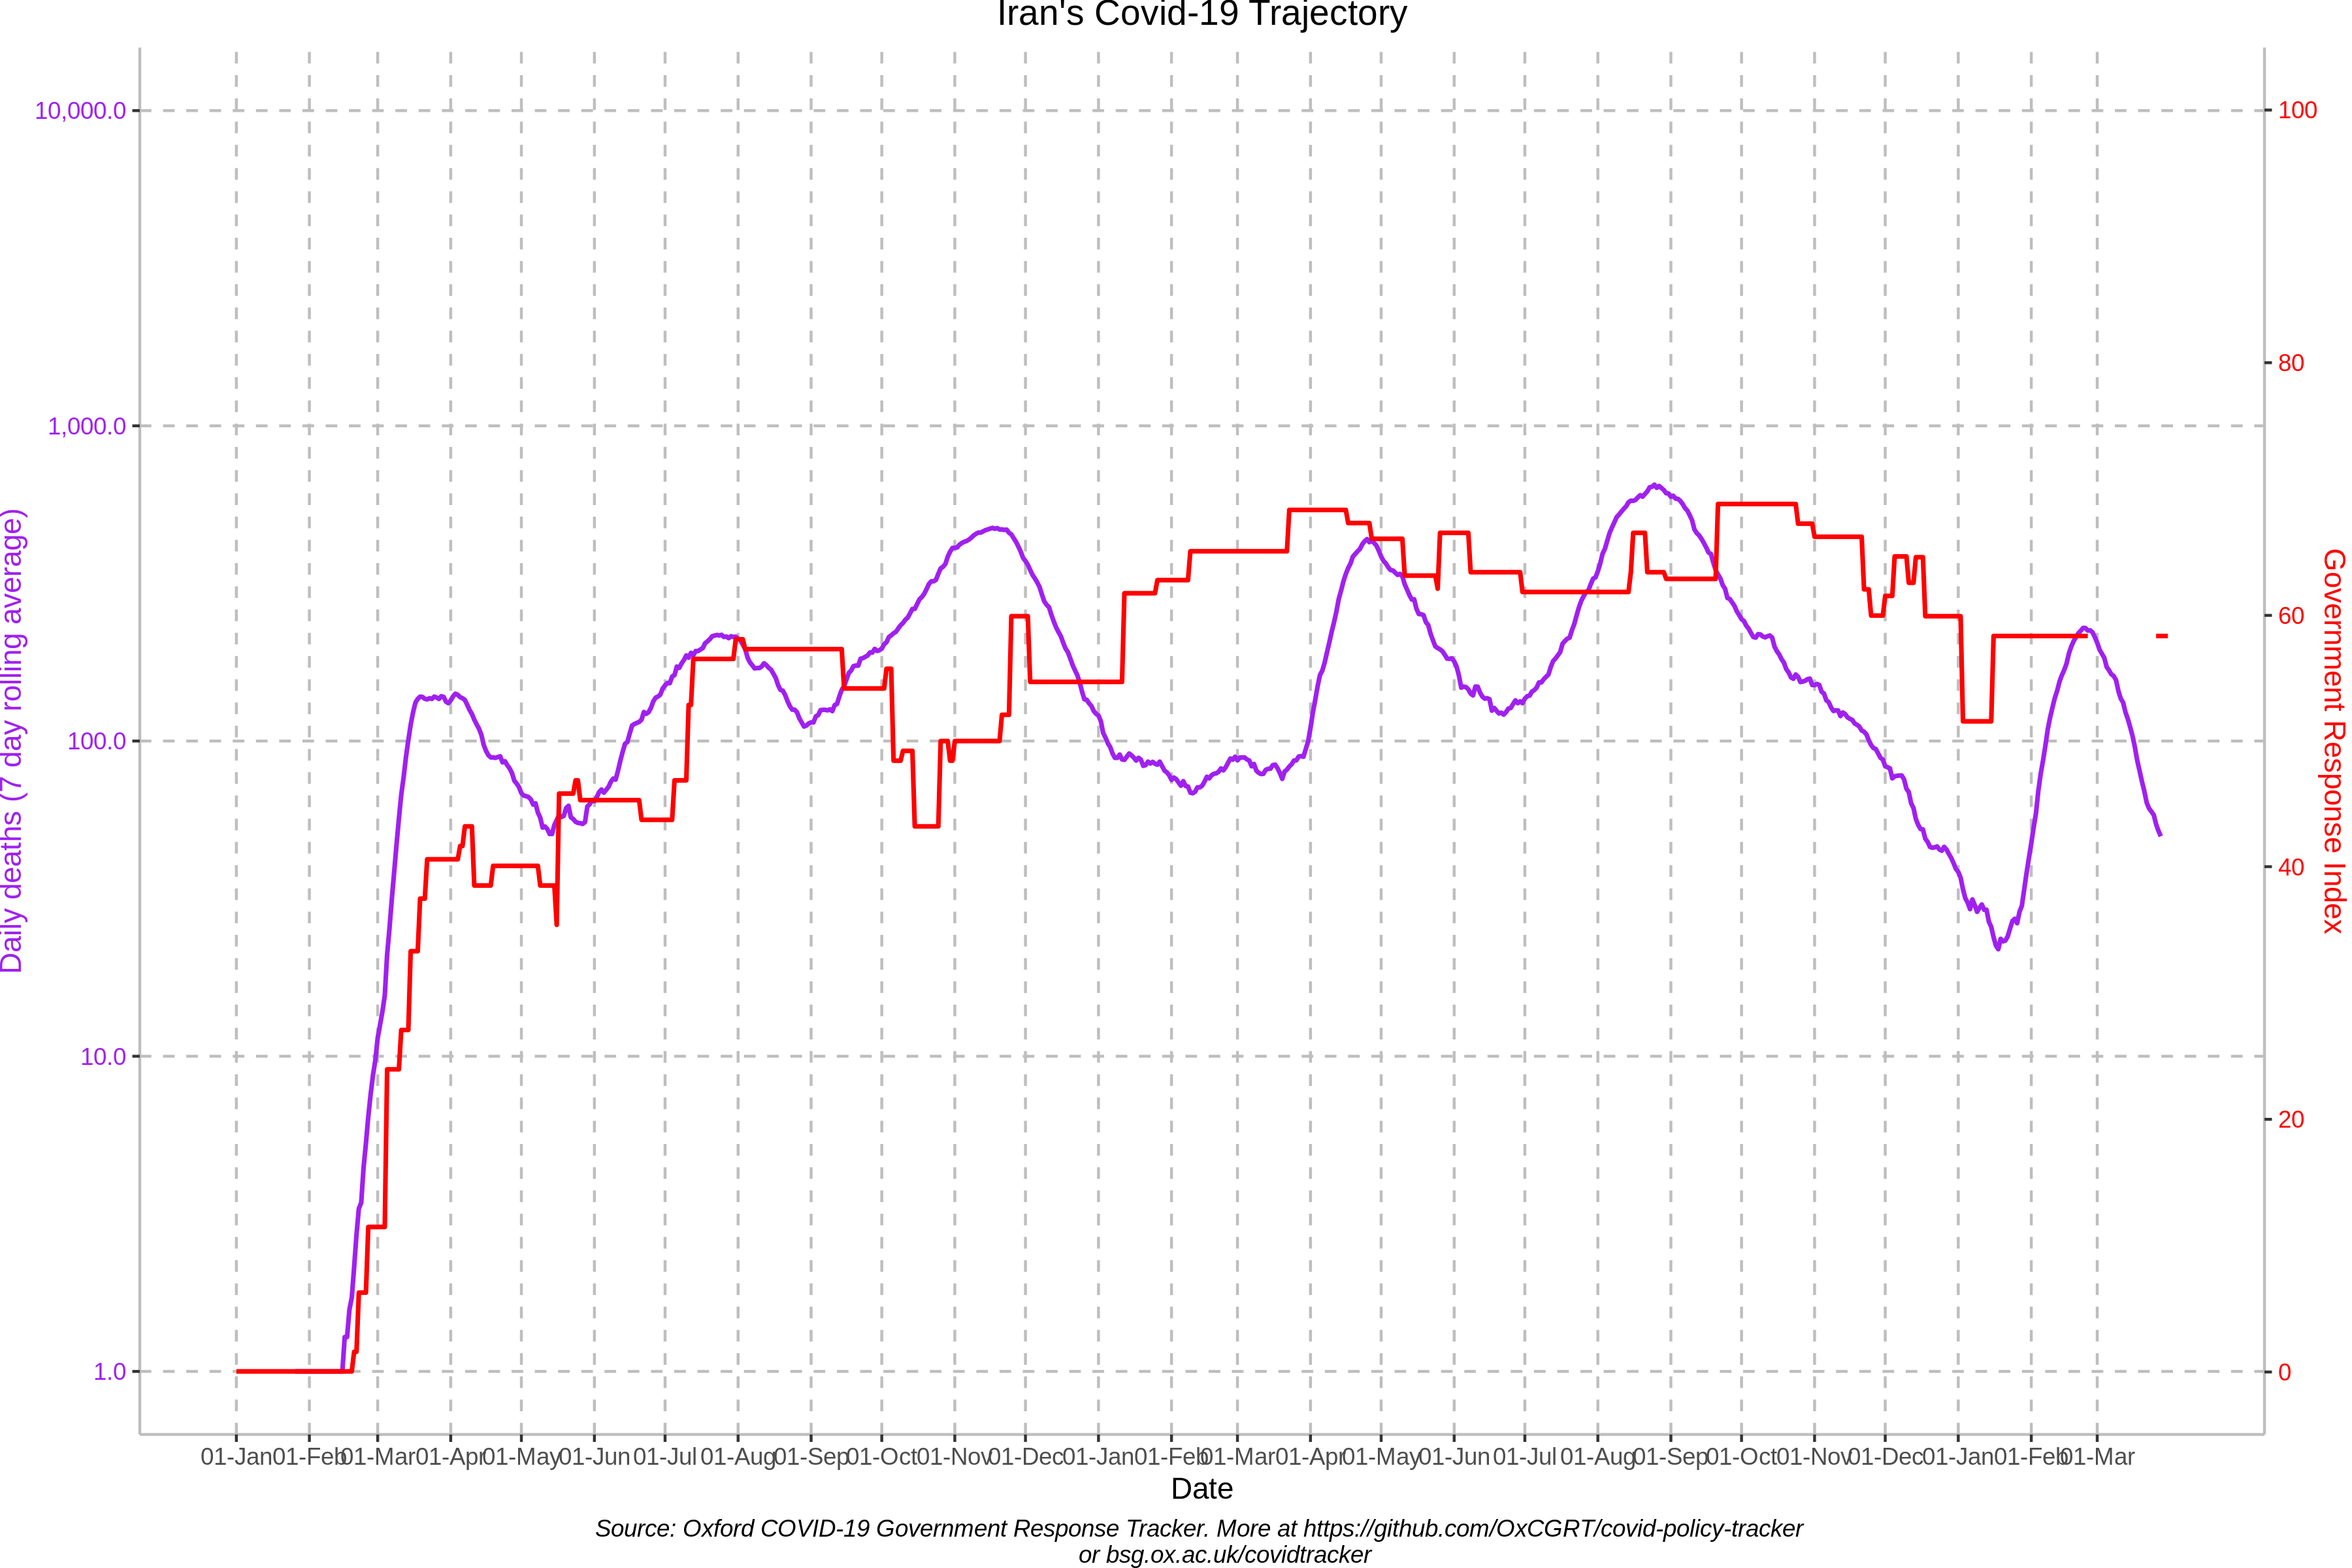 Iran's Covid-19 Trajectory
Daily deaths (7 day rolling average)
10,000.0
1,000.0
100.0
10.0
1.0
100
80
60
40
20
0
Government Response Index
01-Jan 01-Feb 01-Mar 01-Apr 01-May 01-Jun 01-Jul 01-Aug 01-Sep 01-Oct 01-Nov 01-Dec 01-Jan 01-Feb 01-Mar 01-Apr 01-May 01-Jun 01-Jul 01-Aug 01-Sep 01-Oct 01-Nov 01-Dec 01-Jan 01-Feb 01-Mar
Date
Source: Oxford COVID-19 Government Response Tracker. More at https://github.com/OxCGRT/covid-policy-tracker
or bsg.ox.ac.uk/covidtracker